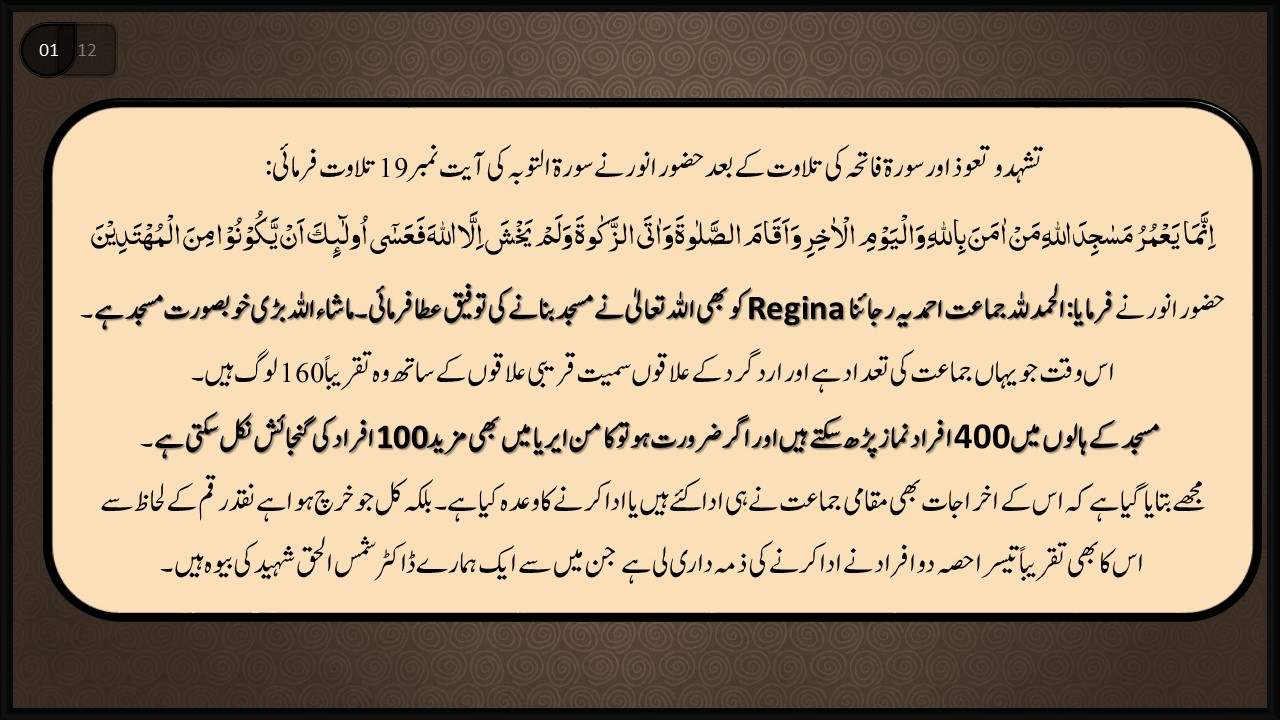 01 12
تشہد و تعوذ اور سورۃ فاتحہ کی تلاوت کے بعد حضور انور نے سورۃ التوبہ کی آیت نمبر 19 تلاوت فرمائی:
اِنَّمَا يَعْمُرُ مَسٰجِدَ اللهِ مَنْ اٰمَنَ بِاللهِ وَالْيَوْمِ الْاٰخِرِ وَاَقَامَ الصَّلٰوةَ وَاٰتَى الزَّكٰوةَ وَلَمْ يَخْشَ اِلَّا اللهَ فَعَسٰٓى اُولٰٓئِكَ اَنْ يَّكُوْنُوْا مِنَ الْمُهْتَدِيْنَ
حضور انور نے فرمایا: الحمد للہ جماعت احمدیہ رجائنا Regina کو بھی اللہ تعالیٰ نے مسجد بنانے کی توفیق عطا فرمائی۔ ماشاء اللہ بڑی خوبصورت مسجد ہے۔
اس وقت جو یہاں جماعت کی تعداد ہے اور ارد گرد کے علاقوں سمیت قریبی علاقوں کے ساتھ وہ تقریباً 160 لوگ ہیں۔
مسجد کے ہالوں میں 400 افراد نماز پڑھ سکتے ہیں اور اگر ضرورت ہو تو کامن ایریا میں بھی مزید 100 افراد کی گنجائش نکل سکتی ہے۔
مجھے بتایا گیا ہے کہ اس کے اخراجات بھی مقامی جماعت نے ہی ادا کئے ہیں یا ادا کرنے کا وعدہ کیا ہے۔ بلکہ کل جو خرچ ہوا ہے نقد رقم کے لحاظ سے
اس کا بھی تقریباً تیسرا حصہ دو افراد نے ادا کرنے کی ذمہ داری لی ہے جن میں سے ایک ہمارے ڈاکٹر شمس الحق شہید کی بیوہ ہیں۔